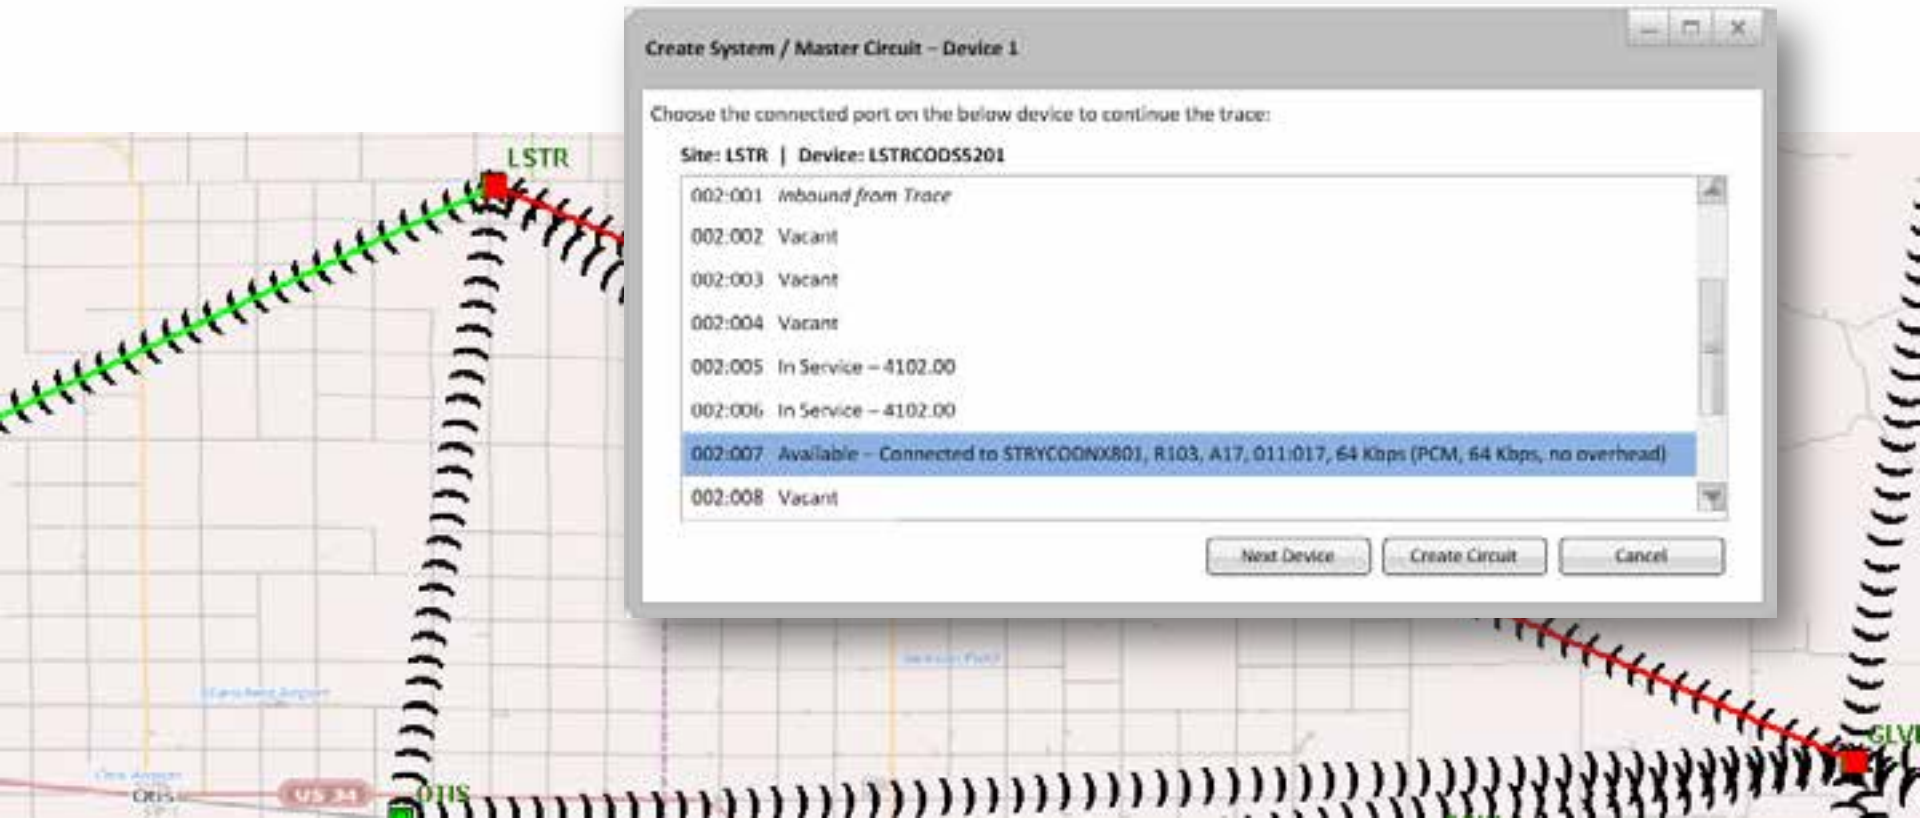 Create System / Master Circuit – Device 1
Choose the connected port on the below device to continue the trace:
Site: LSTR | Device: LSTRCODS5201
002:001 Inbound from Trace
002:002 Vacant
002:003 Vacant
002:004 Vacant
002:005 In Service – 4102.00
002:006 In Service – 4102.00
002:007 Available – Connected to STRYCOONX801, R103, A17, 011:017, 64 Kbps (PCM, 64 Kbps, no overhead)
002:008 Vacant
Next Device Create Circuit Cancel
LSTR
GLV
Otis
US 34
OTIS